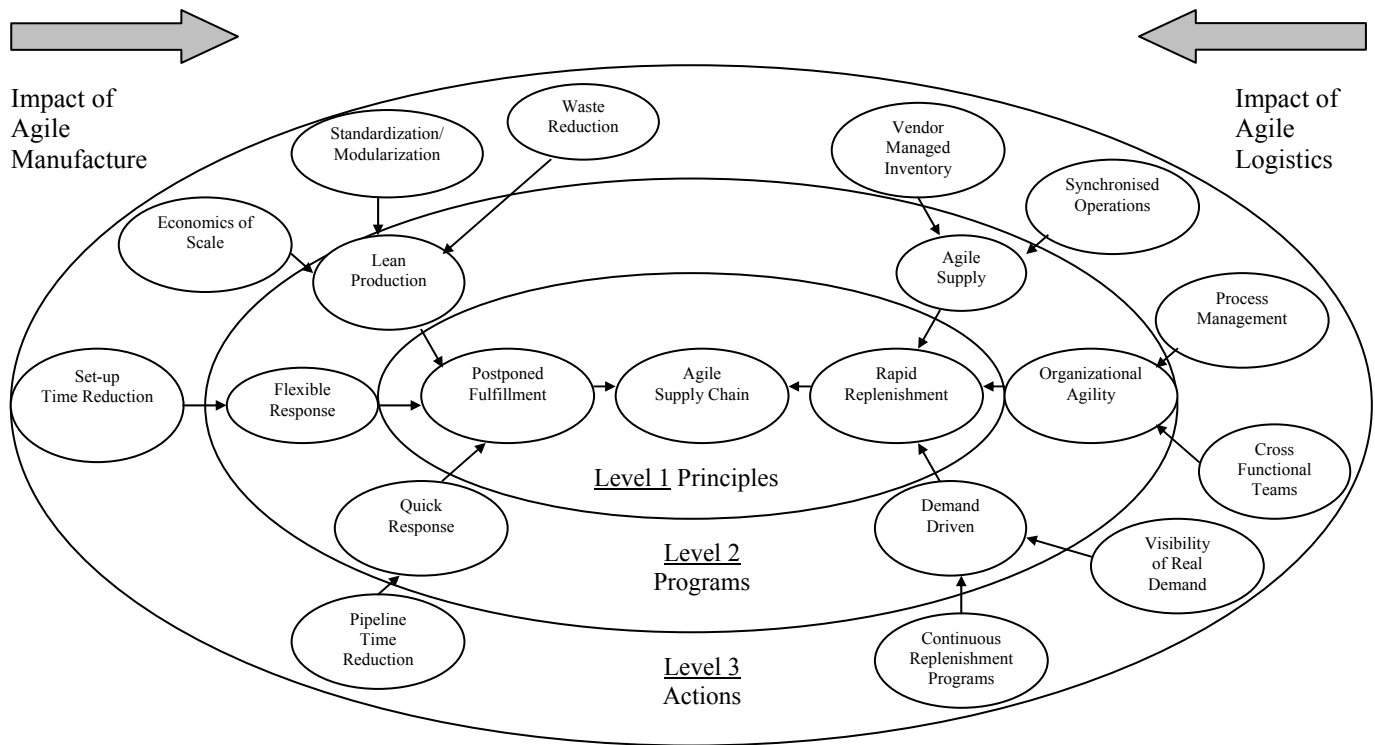 Impact of
Agile
Manufacture
Impact of
Agile
Logistics
Standardization/
Modularization
Waste
Reduction
Vendor
Managed
Inventory
Synchronised
Operations
Economics of
Scale
Lean
Production
Agile
Supply
Process
Management
Set-up
Time Reduction
Flexible
Response
Postponed
Fulfillment
Agile
Supply Chain
Rapid
Replenishment
Organizational
Agility
Level 1 Principles
Cross
Functional
Teams
Quick
Response
Demand
Driven
Level 2
Programs
Visibility
of Real
Demand
Pipeline
Time
Reduction
Continuous
Replenishment
Programs
Level 3
Actions